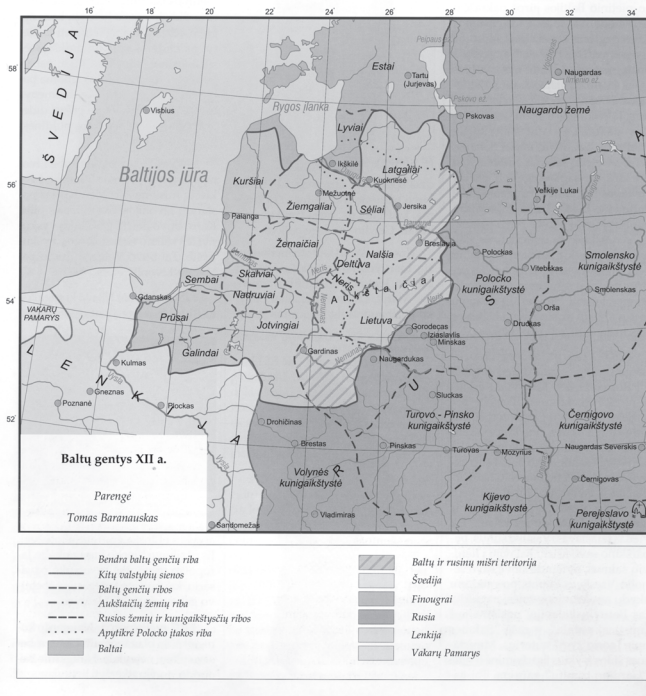 14
16
18
20
22
24
26
28
30
32
34
58
56
54
52
ŠVEDIJA
Visbius
Baltijos jūra
Rygos įlanka
Estai
Tartu
(Jurjevas)
Naugardas
Pskovas
Naugardo žemė
Lyviai
Ikškilė
Latgaliai
Kuoknesė
Kuršiai
Mežuotnė
Žiemgaliai
Sėliai
Jersika
Velikije Lukai
Palanga
Žemaičiai
Nalšia
Breslauja
Deltuva
Neris
Neris
Aukštaičiai
Polockas
Vitebskas
Polocko
kunigaikštystė
Smolensko
kunigaikštystė
Smolenskas
Skalviai
Sembai
Nadruviai
Gdanskas
Prūsai
Jotvingiai
Lietuva
Galindai
Gardinas
Nemunas
Gorodecas
Iziaslavlis
Minskas
Naugardukas
Druckas
Orša
VAKARŲ
PAMARYS
LENKIJA
Kulmas
Gneznas
Poznanė
Plockas
Vysla
RUSIA
Sluckas
Turovo - Pinsko
kunigaikštystė
Černigovo
kunigaikštystė
Drohičinas
Brestas
Pinskas
Turovas
Mozyrius
Naugardas Severskis
Volynės
kunigaikštystė
Černigovas
Vladimiras
Kijevo
kunigaikštystė
Perejeslavo
kunigaikštystė
Sandomežas
Baltų gentys XII a.
Parengė
Tomas Baranauskas
Bendra baltų genčių riba
Kitų valstybių sienos
Baltų genčių ribos
Aukštaičių žemių riba
Rusios žemių ir kunigaikštysčių ribos
Apytikrė Polocko įtakos riba
Baltai
Baltų ir rusinų mišri teritorija
Švedija
Finougrai
Rusia
Lenkija
Vakarų Pamarys